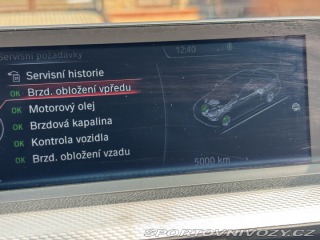 Servisní požadavky
12:40
Servisní historie
OK Brzd. obložení vpředu
OK Motorový olej
OK Brzdová kapalina
OK Kontrola vozidla
OK Brzd. obložení vzadu
5000 km
SPORTOVNIVOZY.CZ